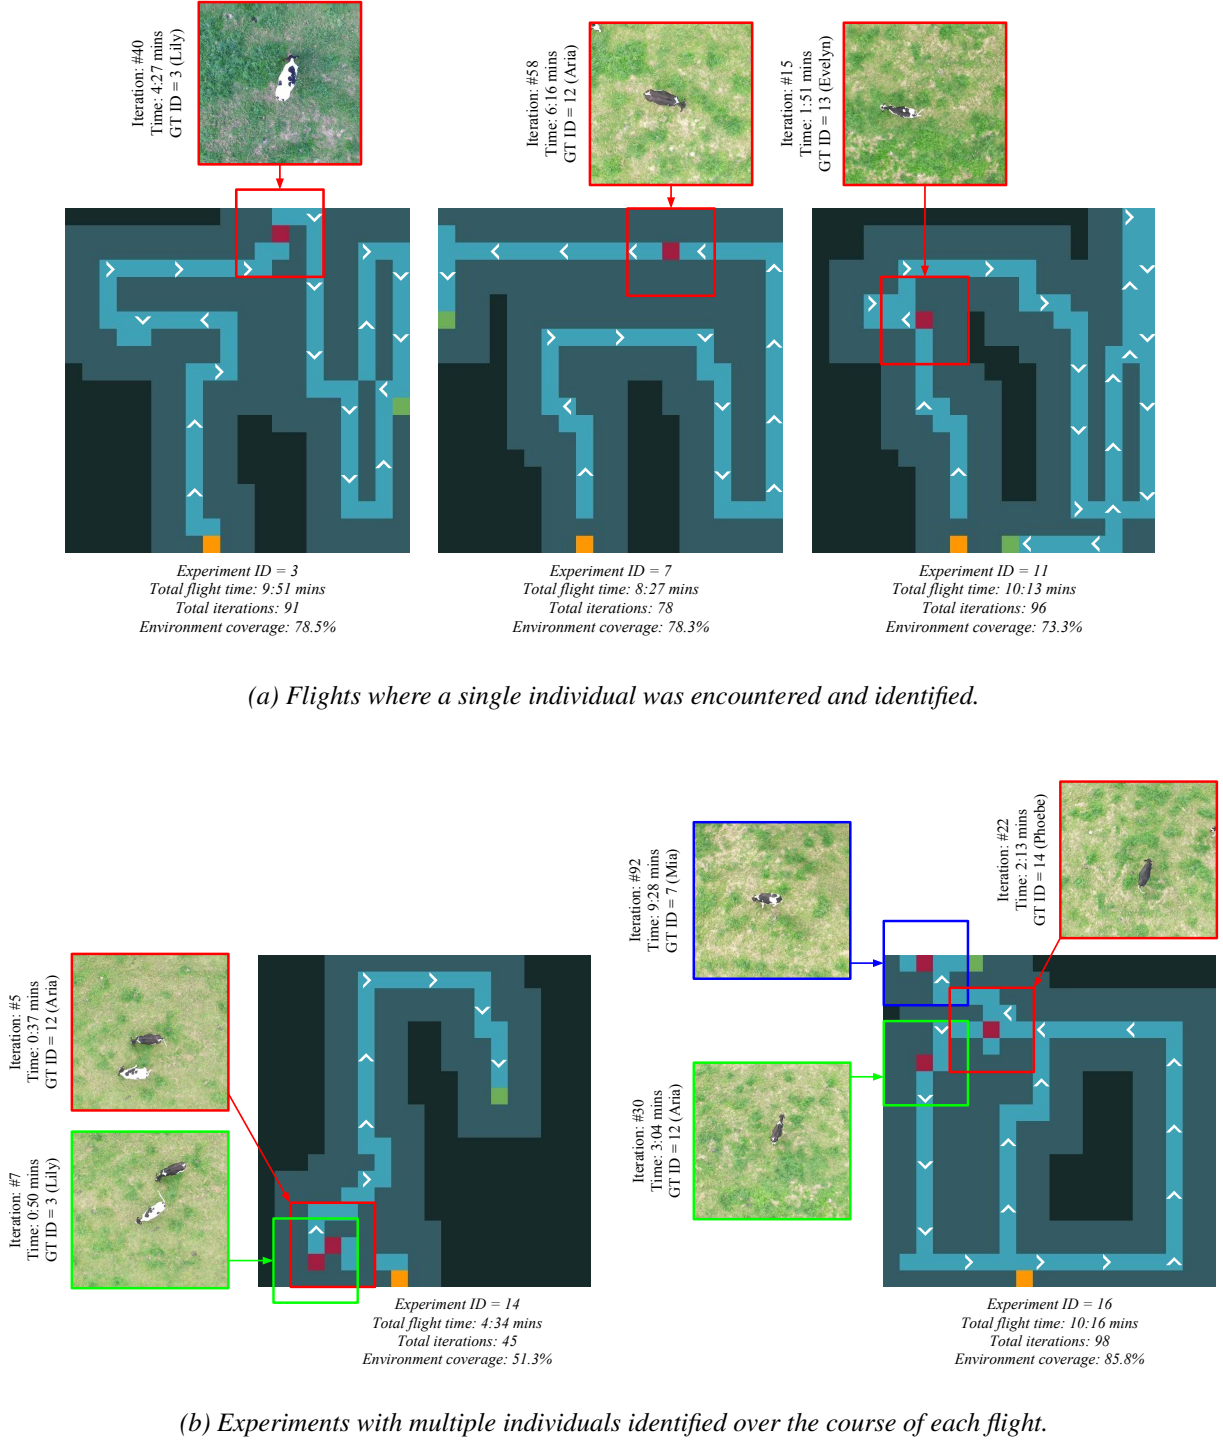 Iteration: #40
Time: 4:27 mins
GT ID = 3 (Lily)
Iteration: #58
Time: 6:16 mins
GT ID = 12 (Aria)
Iteration: #15
Time: 1:51 mins
GT ID = 13 (Evelyn)
Experiment ID = 3
Total flight time: 9:51 mins
Total iterations: 91
Environment coverage: 78.5%
Experiment ID = 7
Total flight time: 8:27 mins
Total iterations: 78
Environment coverage: 78.3%
Experiment ID = 11
Total flight time: 10:13 mins
Total iterations: 96
Environment coverage: 73.3%
(a) Flights where a single individual was encountered and identified.
Iteration: #5
Time: 0:37 mins
GT ID = 12 (Aria)
Iteration: #7
Time: 0:50 mins
GT ID = 3 (Lily)
Experiment ID = 14
Total flight time: 4:34 mins
Total iterations: 45
Environment coverage: 51.3%
Iteration: #92
Time: 9:28 mins
GT ID = 7 (Mia)
Iteration: #22
Time: 2:13 mins
GT ID = 14 (Phoebe)
Iteration: #30
Time: 3:04 mins
GT ID = 12 (Aria)
Experiment ID = 16
Total flight time: 10:16 mins
Total iterations: 98
Environment coverage: 85.8%
(b) Experiments with multiple individuals identified over the course of each flight.